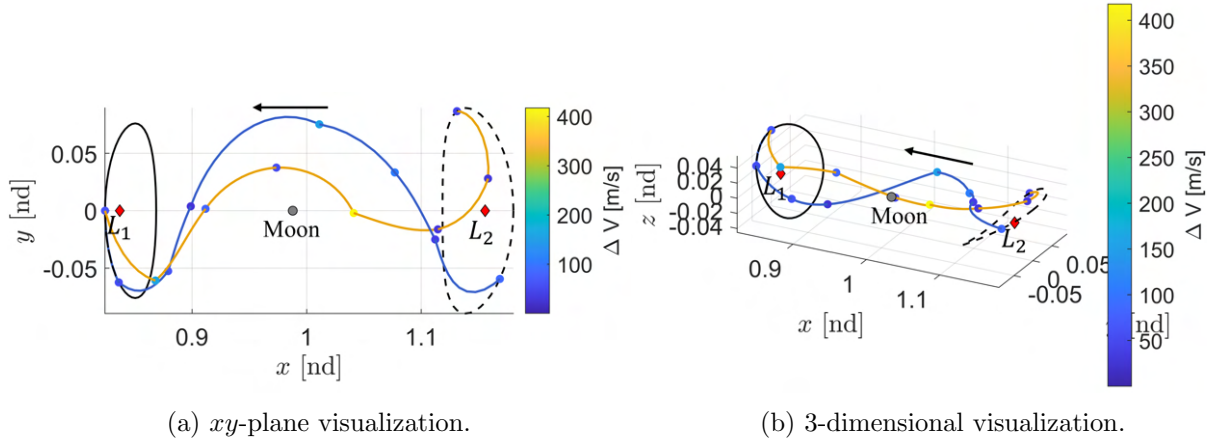 y [nd]
0.05
0
-0.05
L1
Moon
L2
0.9
1
1.1
x [nd]
400
300
200
100
Δ V [m/s]
(a) xy-plane visualization.
z [nd]
0.04
0.02
0
-0.02
-0.04
L1
Moon
L2
0.9
1
1.1
x [nd]
0.05
0
-0.05
nd]
400
350
300
250
200
150
100
50
Δ V [m/s]
(b) 3-dimensional visualization.